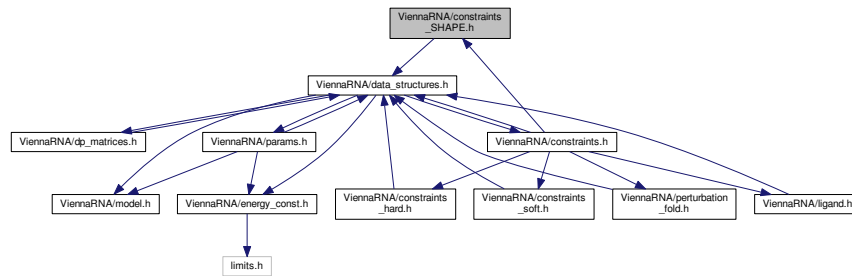 ViennaRNA/constraints
_SHAPE.h
ViennaRNA/data_structures.h
ViennaRNA/dp_matrices.h
ViennaRNA/params.h
ViennaRNA/constraints.h
ViennaRNA/model.h
ViennaRNA/energy_const.h
ViennaRNA/constraints
_hard.h
ViennaRNA/constraints
_soft.h
ViennaRNA/perturbation
_fold.h
ViennaRNA/ligand.h
limits.h